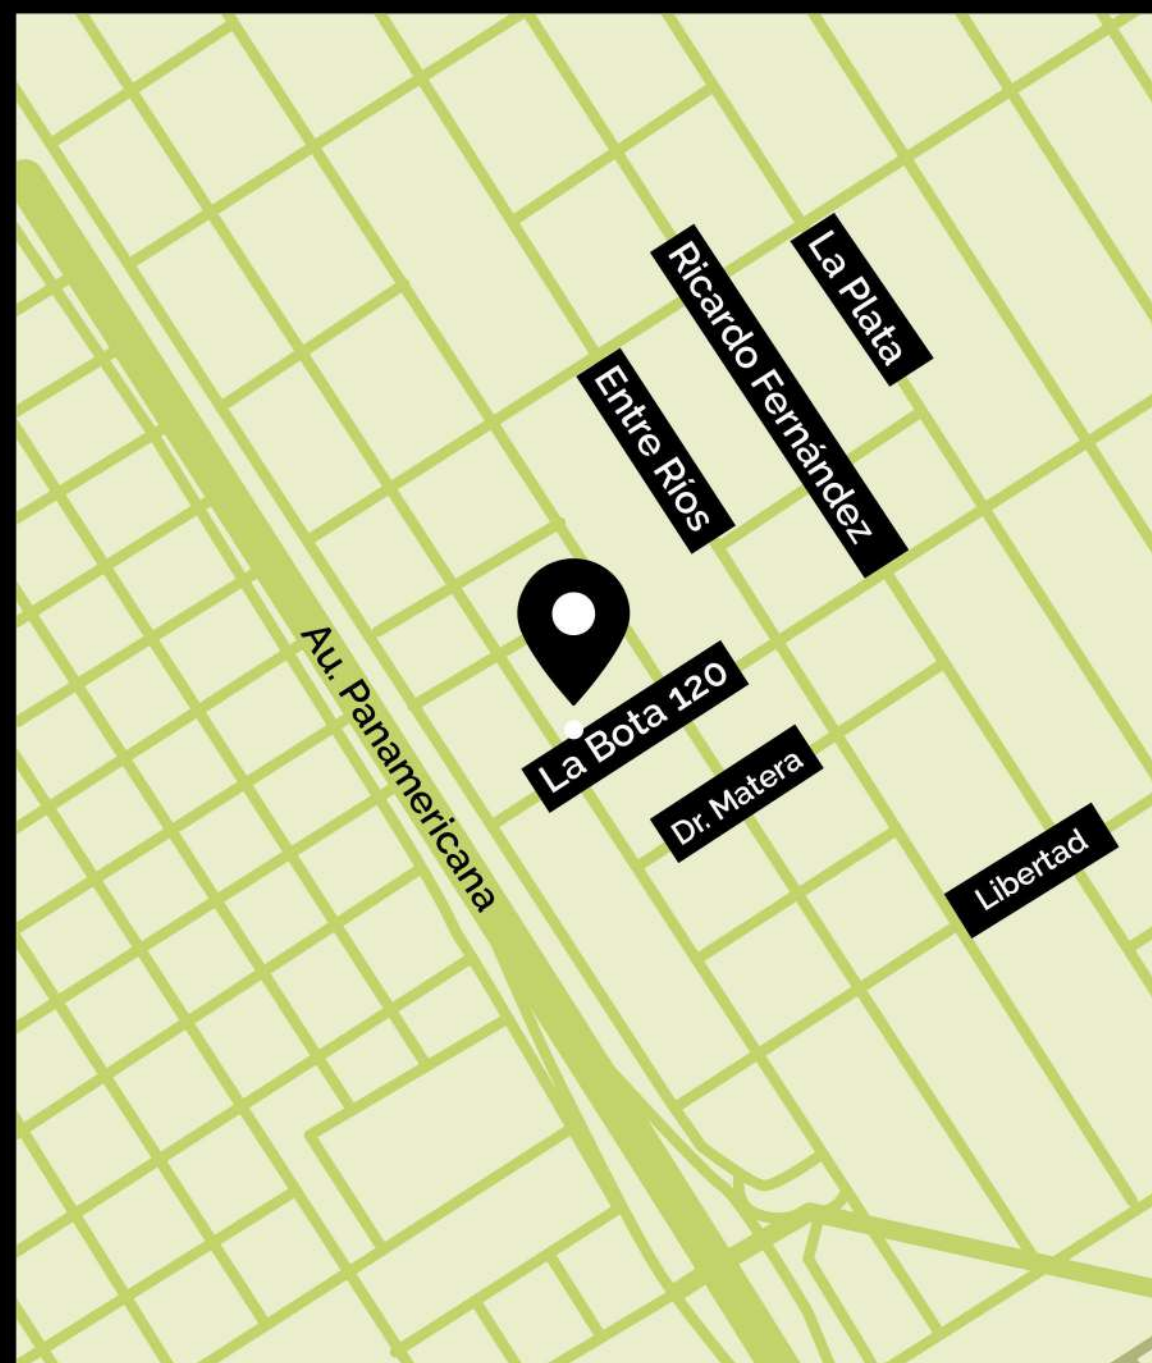 La Plata
Ricardo Fernández
Entre Ríos
Au. Panamericana
La Bota 120
Dr. Matera
Libertad